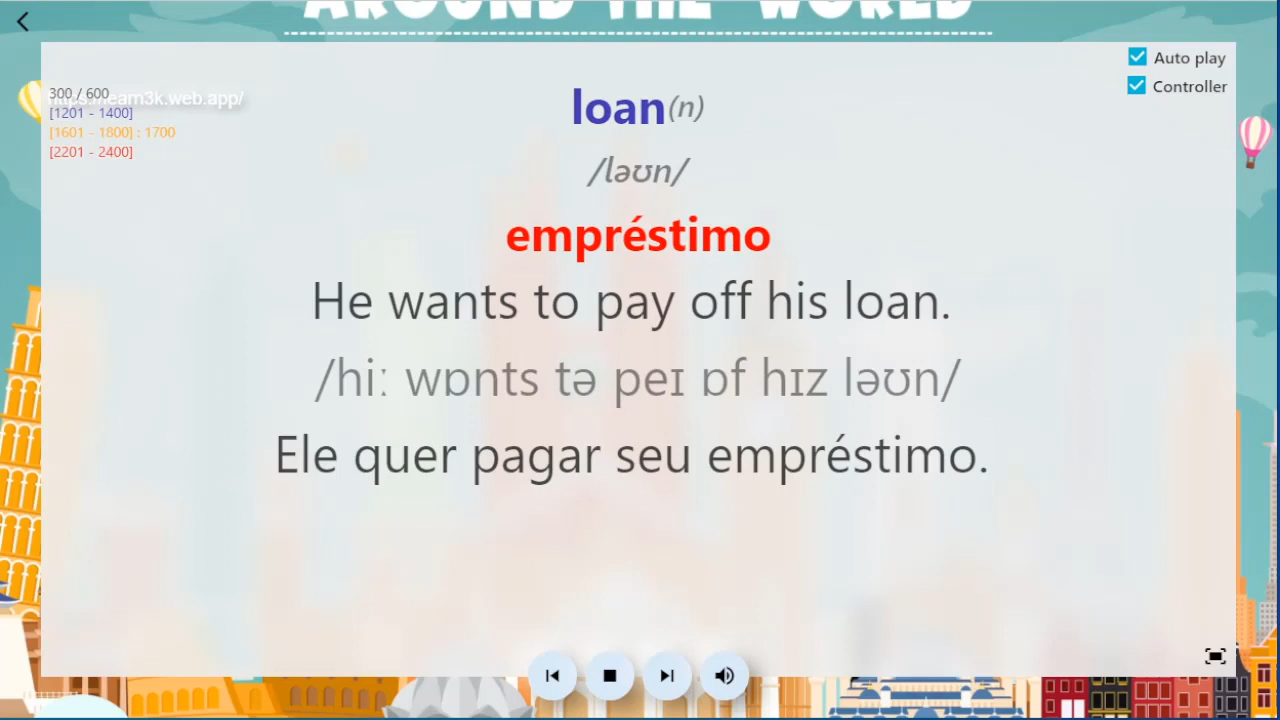 AROUND THE WORLD
Auto play
Controller
300 / 600
https://learn3k.web.app/
[1201 - 1400]
[1601 - 1800] : 1700
[2201 - 2400]
loan(n)
/ləʊn/
empréstimo
He wants to pay off his loan.
/hiː wɒnts tə peɪ ɒf hɪz ləʊn/
Ele quer pagar seu empréstimo.